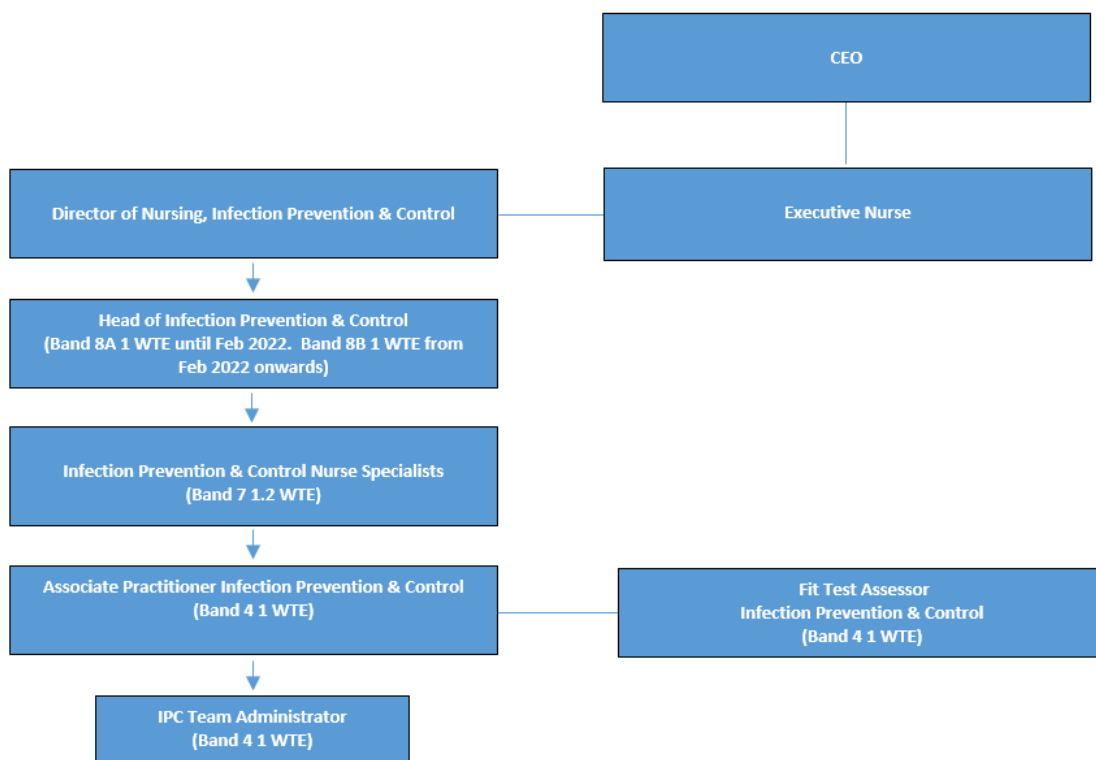 CEO
Director of Nursing, Infection Prevention & Control
Executive Nurse
Head of Infection Prevention & Control
(Band 8A 1 WTE until Feb 2022.  Band 8B 1 WTE from
Feb 2022 onwards)
Infection Prevention & Control Nurse Specialists
(Band 7 1.2 WTE)
Associate Practitioner Infection Prevention & Control
(Band 4 1 WTE)
Fit Test Assessor
Infection Prevention & Control
(Band 4 1 WTE)
IPC Team Administrator
(Band 4 1 WTE)